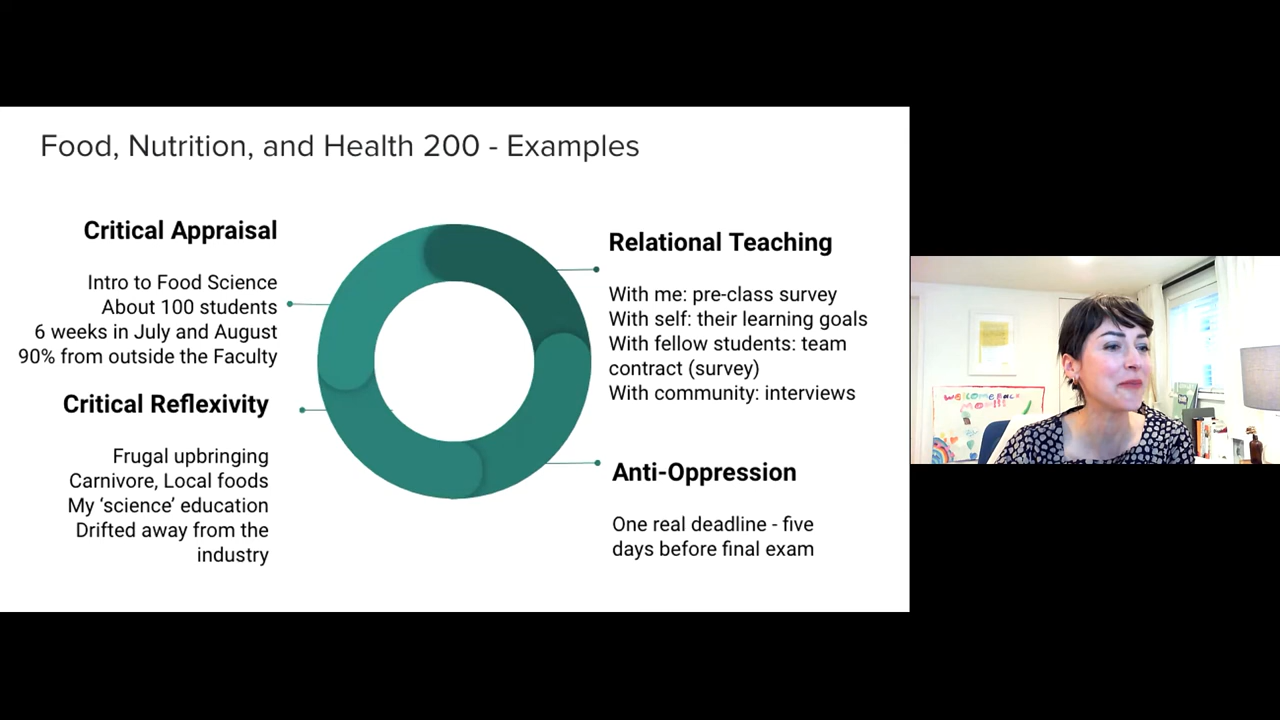 Food, Nutrition, and Health 200 - Examples
Critical Appraisal
Intro to Food Science
About 100 students
6 weeks in July and August
90% from outside the Faculty
Critical Reflexivity
Frugal upbringing
Carnivore, Local foods
My ‘science’ education
Drifted away from the
industry
Relational Teaching
With me: pre-class survey
With self: their learning goals
With fellow students: team
contract (survey)
With community: interviews
Anti-Oppression
One real deadline - five
days before final exam
welcome Back